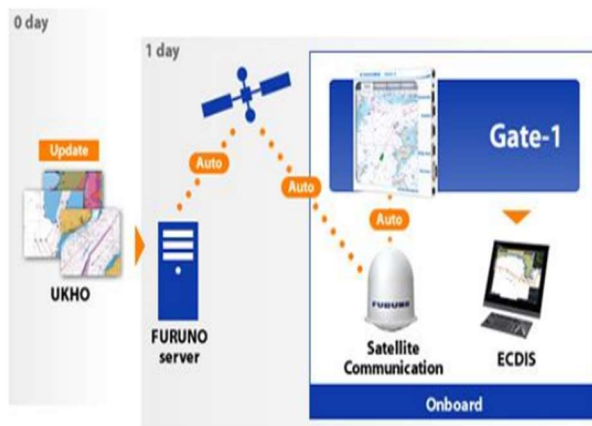 0 day
1 day
Update
Auto
Auto
Gate-1
Auto
UKHO
FURUNO
server
FURUNO
Satellite
Communication
ECDIS
Onboard